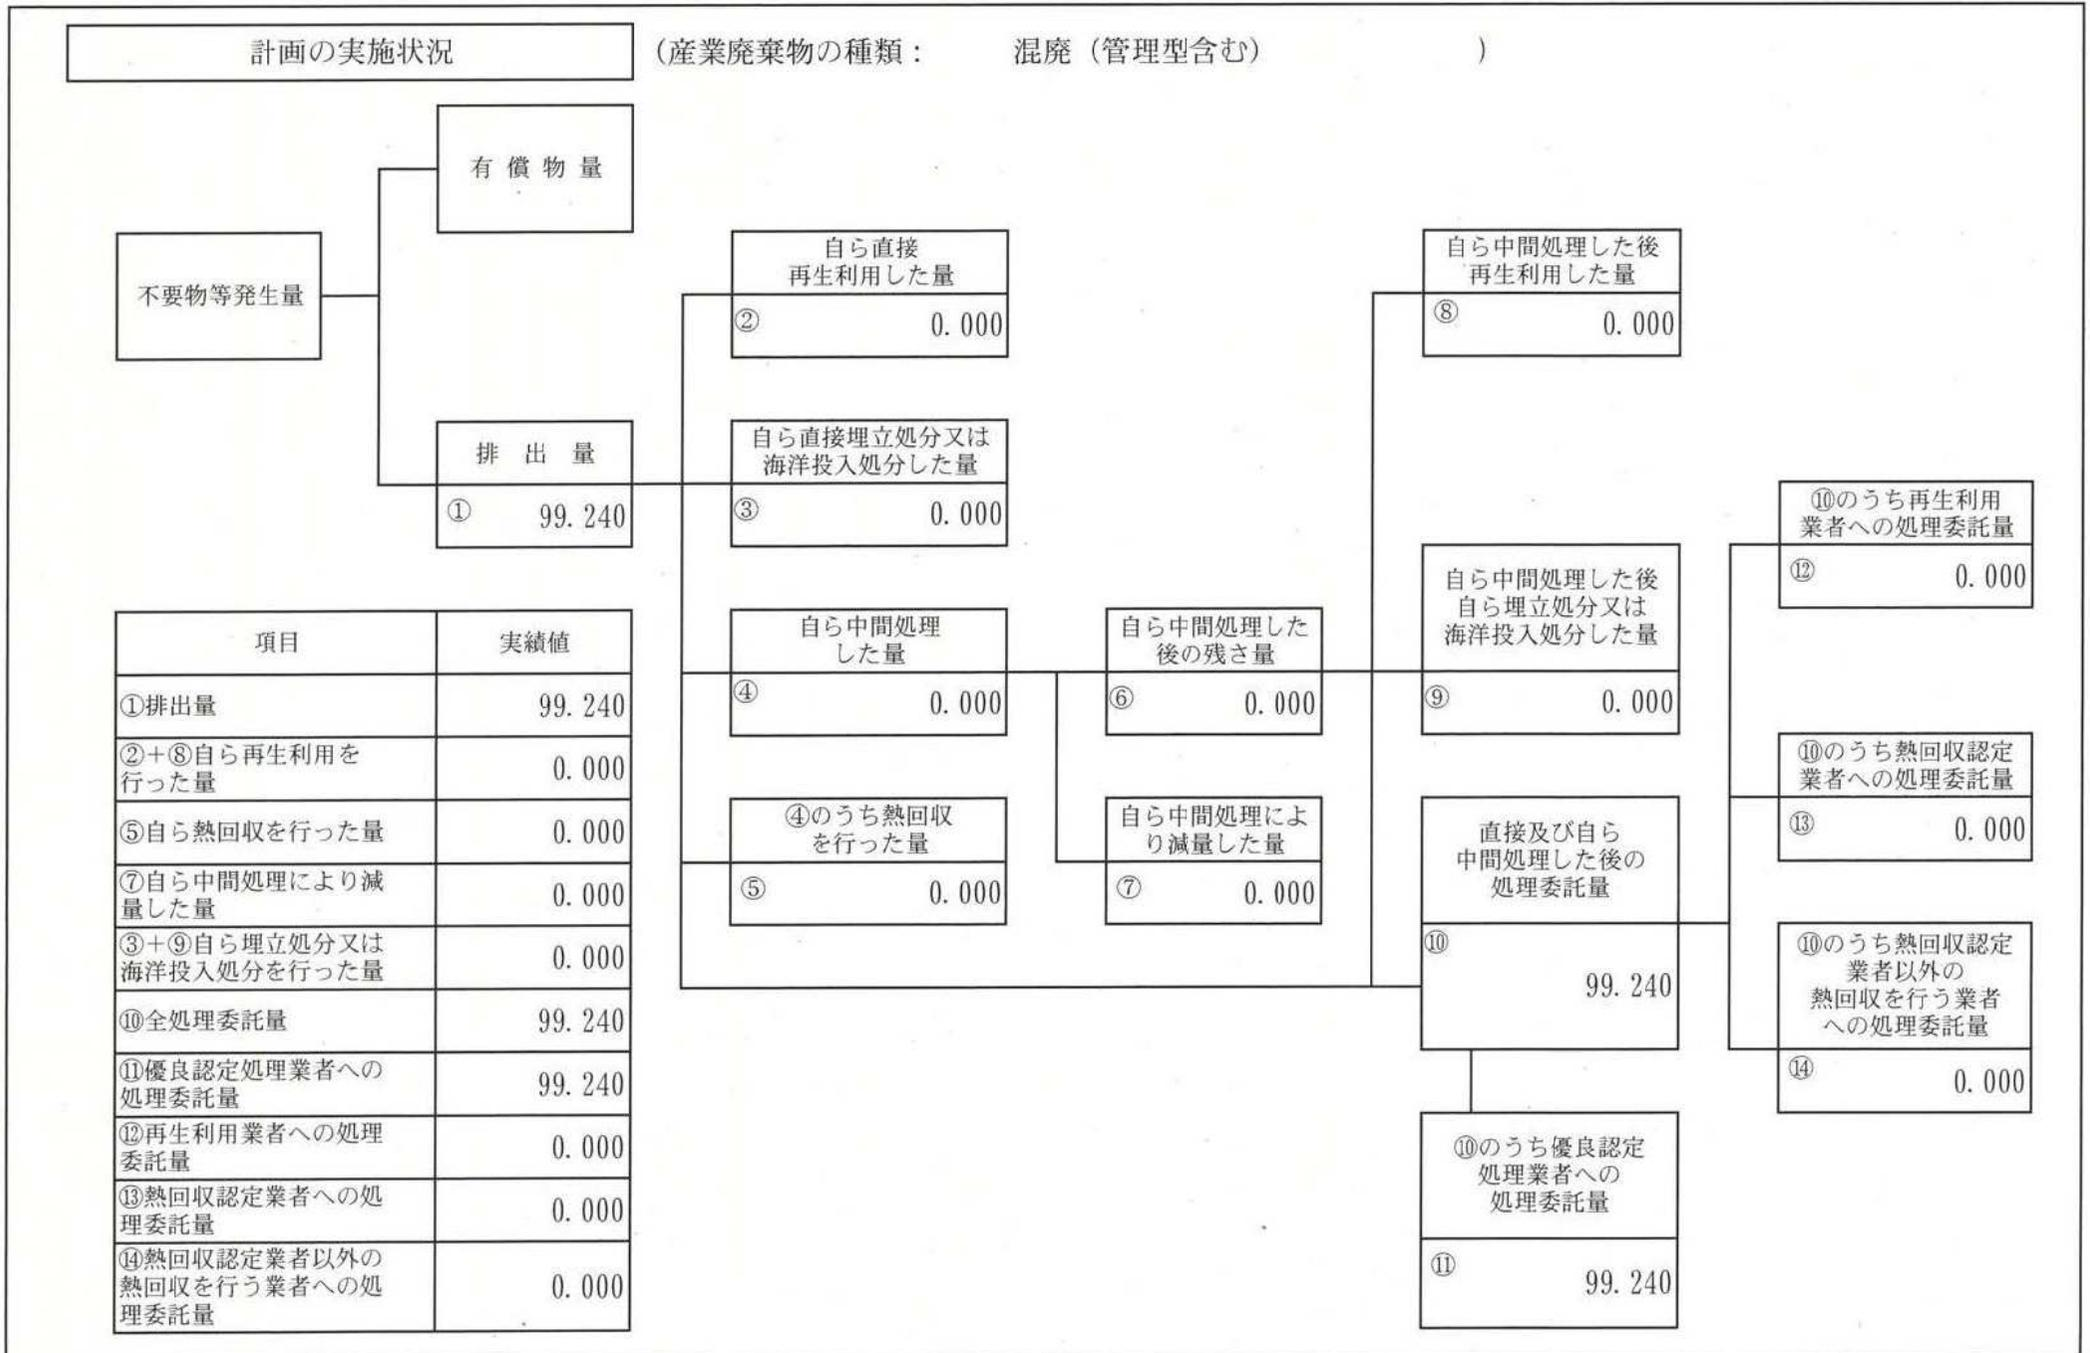 計画の実施状況
(産業廃棄物の種類： 混廃（管理型含む） )
有償物量
不要物等発生量
排出量
① 99.240
自ら直接
再生利用した量
② 0.000
自ら直接埋立処分又は
海洋投入処分した量
③ 0.000
自ら中間処理
した量
④ 0.000
④のうち熱回収
を行った量
⑤ 0.000
自ら中間処理した
後の残さ量
⑥ 0.000
自ら中間処理によ
り減量した量
⑦ 0.000
自ら中間処理した後
再生利用した量
⑧ 0.000
自ら中間処理した後
自ら埋立処分又は
海洋投入処分した量
⑨ 0.000
直接及び自ら
中間処理した後の
処理委託量
⑩
99.240
⑩のうち優良認定
処理業者への
処理委託量
⑪
99.240
⑩のうち再生利用
業者への処理委託量
⑫ 0.000
⑩のうち熱回収認定
業者への処理委託量
⑬ 0.000
⑩のうち熱回収認定
業者以外の
熱回収を行う業者
への処理委託量
⑭ 0.000
項目 実績値
①排出量 99.240
②＋⑧自ら再生利用を
行った量 0.000
⑤自ら熱回収を行った量 0.000
⑦自ら中間処理により減
量した量 0.000
③＋⑨自ら埋立処分又は
海洋投入処分を行った量 0.000
⑩全処理委託量 99.240
⑪優良認定処理業者への
処理委託量 99.240
⑫再生利用業者への処理
委託量 0.000
⑬熱回収認定業者への処
理委託量 0.000
⑭熱回収認定業者以外の
熱回収を行う業者への処
理委託量 0.000